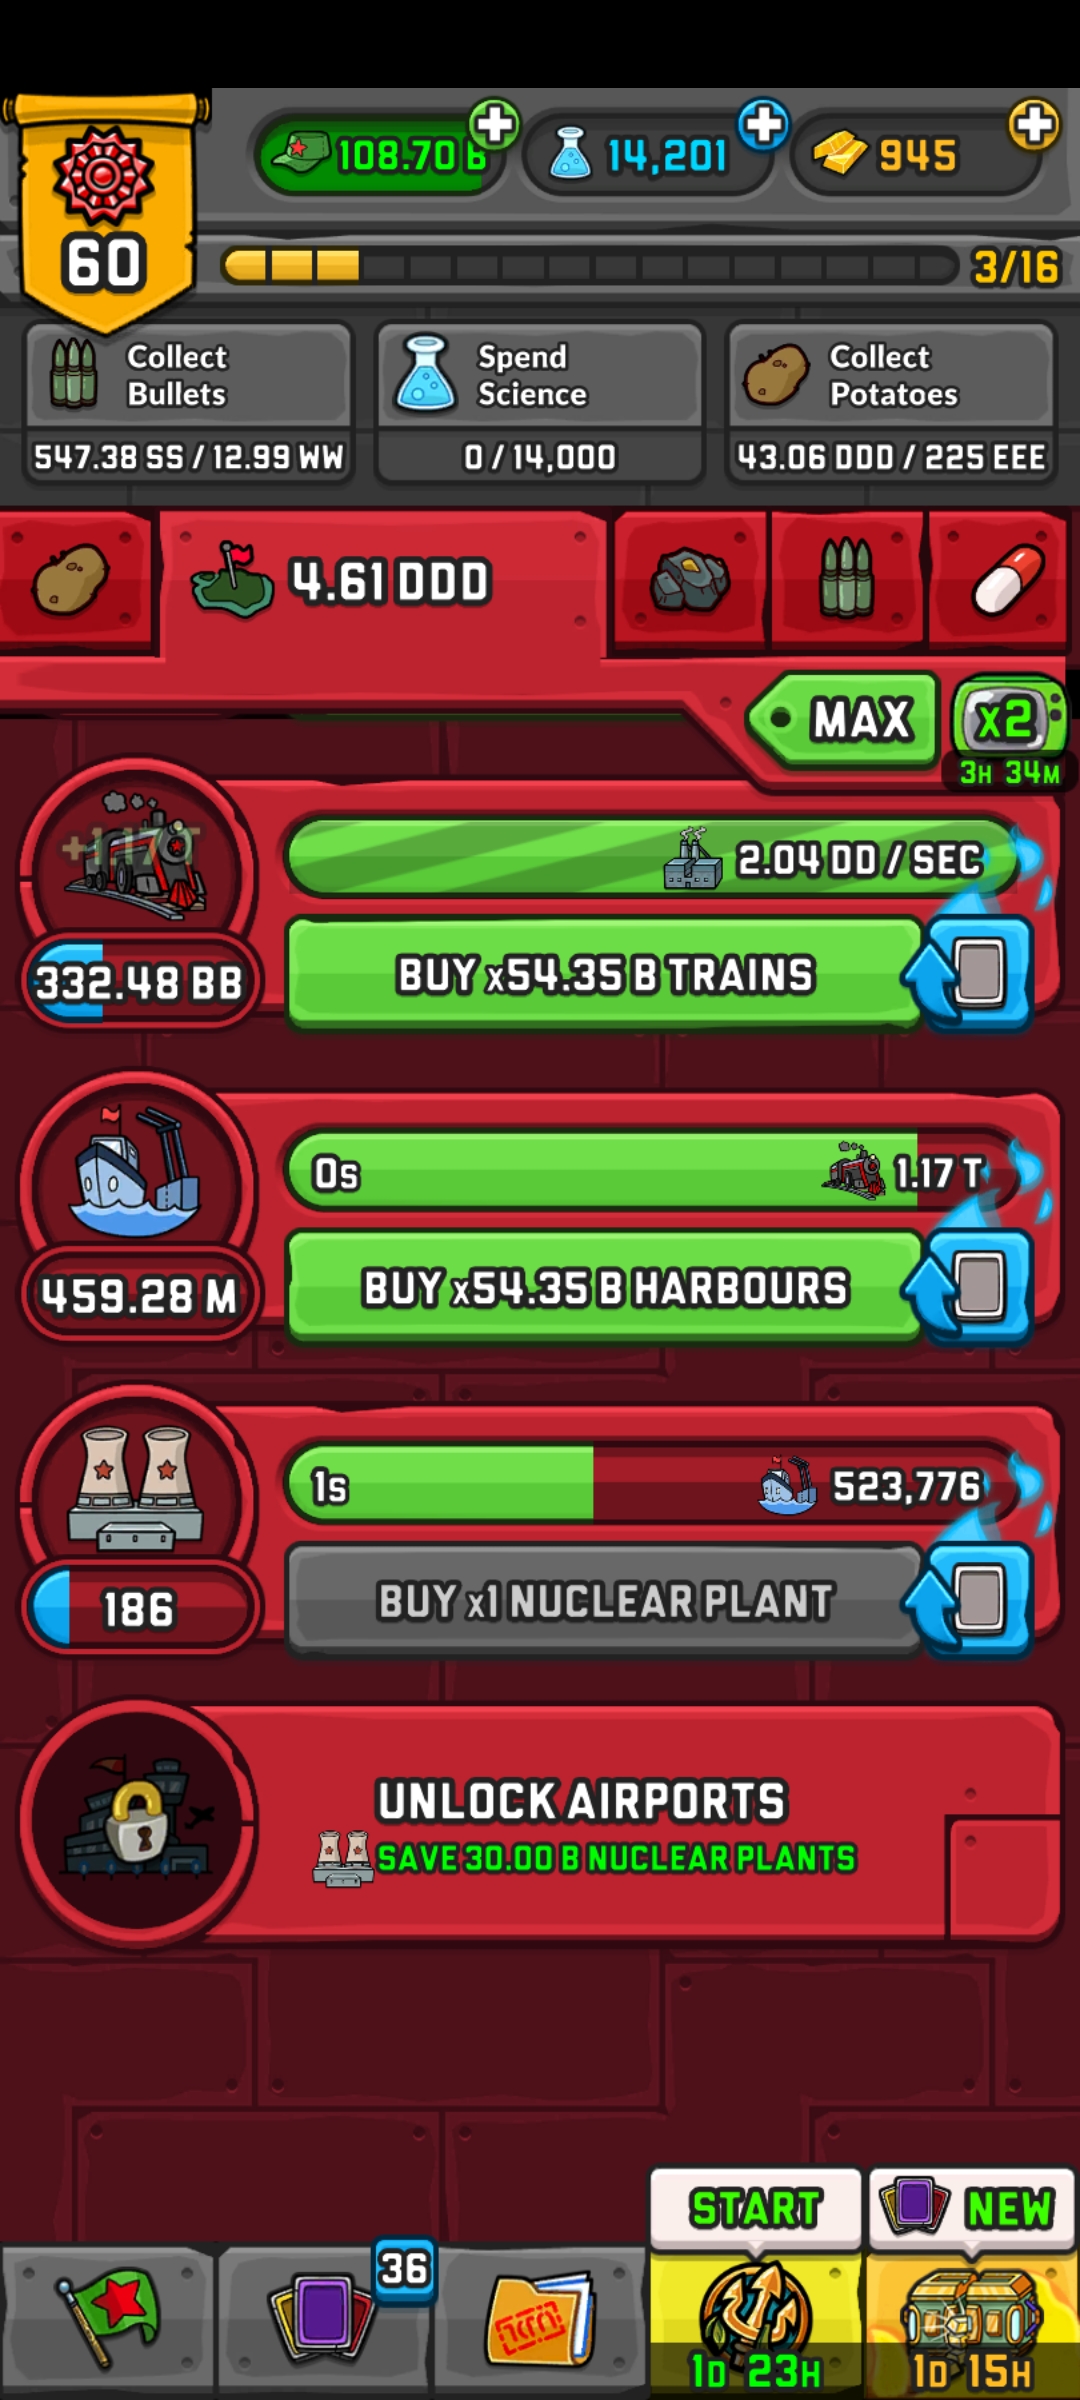 60
108.70 B
14,201
945
3/16
Collect
Bullets
547.38 SS / 12.99 WW
Spend
Science
0 / 14,000
Collect
Potatoes
43.06 DDD / 225 EEE
4.61 DDD
MAX
x2
3H 34M
2.04 DD / SEC
332.48 BB
BUY x54.35 B TRAINS
0s
1.17 T
459.28 M
BUY x54.35 B HARBOURS
1s
523,776
186
BUY x1 NUCLEAR PLANT
UNLOCK AIRPORTS
SAVE 30.00 B NUCLEAR PLANTS
START
NEW
36
1D 23H
1D 15H